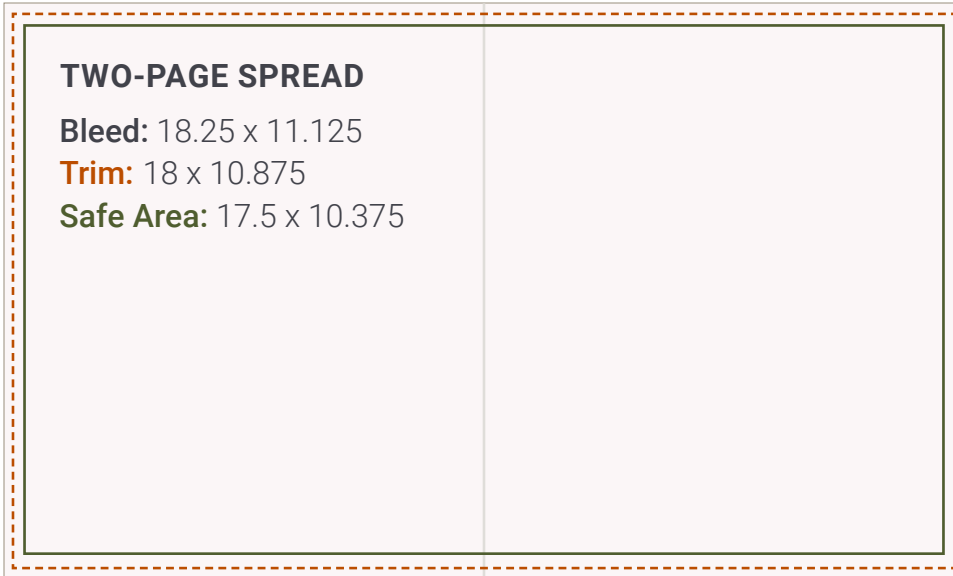 TWO-PAGE SPREAD
Bleed: 18.25 x 11.125
Trim: 18 x 10.875
Safe Area: 17.5 x 10.375